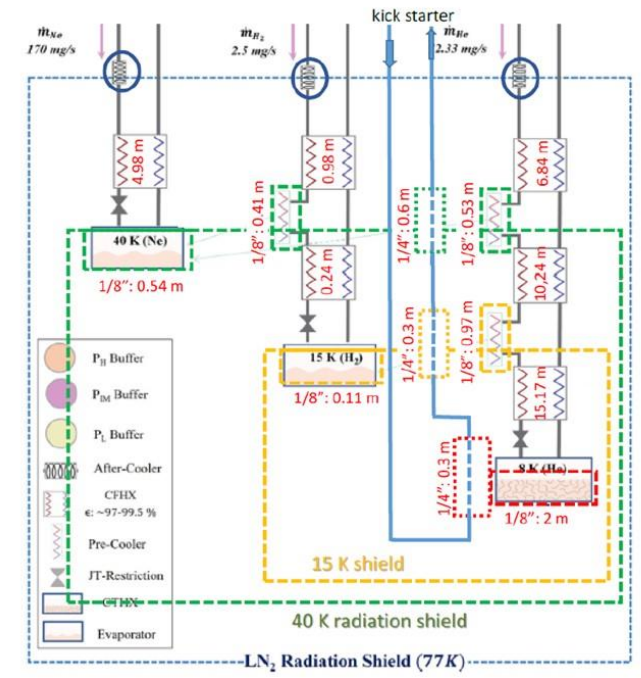 kick starter
ṁNe
170 mg/s
ṁH₂
2.5 mg/s
ṁHe
2.33 mg/s
4.98 m
0.98 m
6.84 m
1/8": 0.41 m
1/4": 0.6 m
1/8": 0.53 m
40 K (Ne)
1/8": 0.54 m
0.24 m
10,24 m
1/4": 0.3 m
1/8": 0.97 m
15 K (H₂)
1/8": 0.11 m
15.17 m
1/4": 0.3 m
8 K (He)
1/8": 2 m
PH Buffer
PIM Buffer
PL Buffer
After-Cooler
CFHX
ϵ: ~97-99.5 %
Pre-Cooler
JT-Restriction
CTHX
Evaporator
15 K shield
40 K radiation shield
LN₂ Radiation Shield (77K)